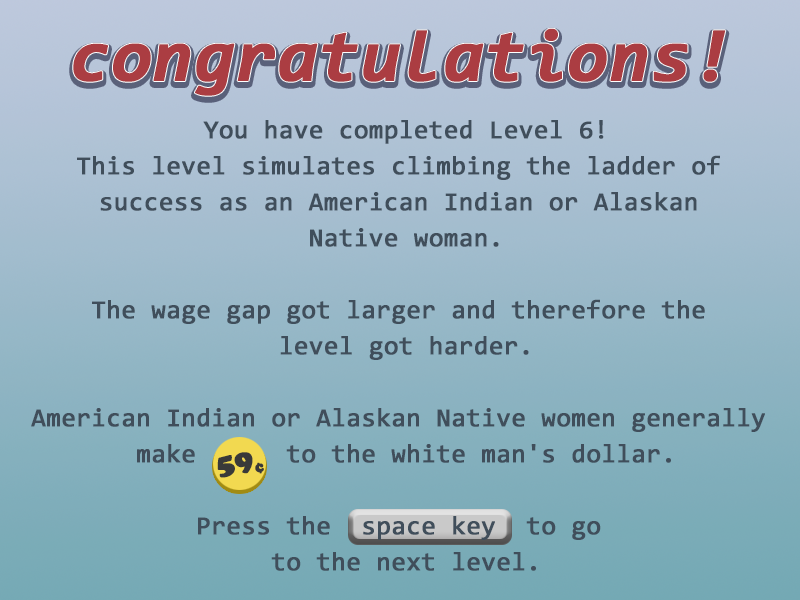 congratulations!
You have completed Level 6!
This level simulates climbing the ladder of
success as an American Indian or Alaskan
Native woman.
The wage gap got larger and therefore the
level got harder.
American Indian or Alaskan Native women generally
make 59¢ to the white man's dollar.
Press the space key to go
to the next level.